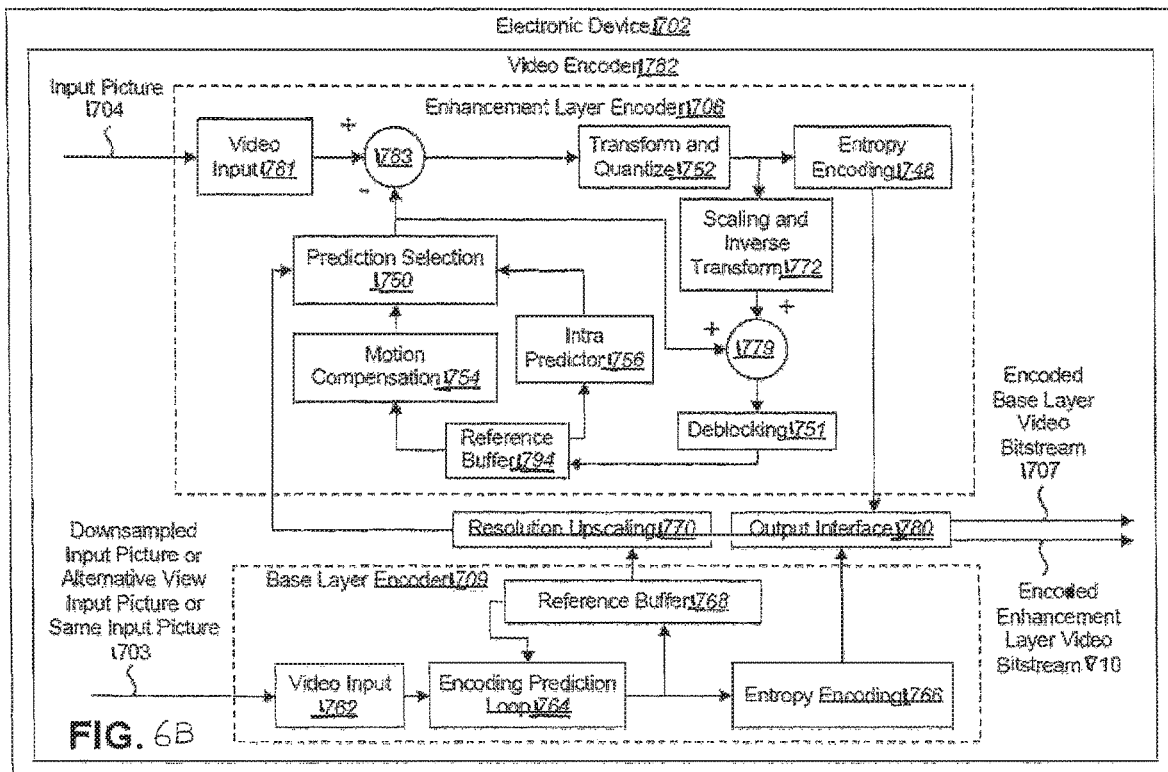 Electronic Device 1702
Video Encoder 1782
Input Picture
1704
Enhancement Layer Encoder 1706
Video
Input 1781
+
-
1783
Transform and
Quantize 1752
Entropy
Encoding 1748
Scaling and
Inverse
Transform 1772
Prediction Selection
1750
+
+
1779
Intra
Predictor 1756
Motion
Compensation 1754
Deblocking 1751
Reference
Buffer 1794
Encoded
Base Layer
Video
Bitstream
1707
Downsampled
Input Picture or
Alternative View
Input Picture or
Same Input Picture
1703
Resolution Upscaling 1770
Output Interface 1780
Base Layer Encoder 1709
Reference Buffer 1768
Encoded
Enhancement
Layer Video
Bitstream 1710
Video Input
1762
Encoding Prediction
Loop 1764
Entropy Encoding 1766
FIG. 6B